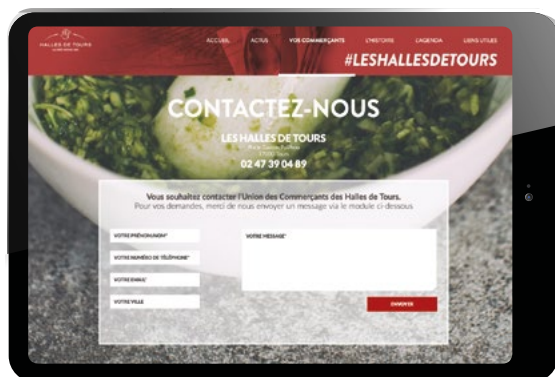 HALLES DE TOURS
ACCUEIL ACTUS VOS COMMERÇANTS L'HISTOIRE L'AGENDA LIENS UTILES
#LESHALLESDETOURS
CONTACTEZ-NOUS
LES HALLES DE TOURS
02 47 39 04 89
Vous souhaitez contacter l'Union des Commerçants des Halles de Tours.
Pour vos demandes, merci de nous envoyer un message via le module ci-dessous
VOTRE PRÉNOM/NOM*
VOTRE MESSAGE*
VOTRE NUMÉRO DE TÉLÉPHONE*
VOTRE EMAIL*
VOTRE VILLE
ENVOYER